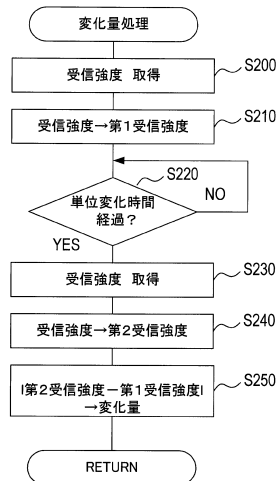 変化量処理
受信強度 取得
S200
受信強度→第1受信強度
S210
S220
単位変化時間
経過?
NO
YES
受信強度 取得
S230
受信強度→第2受信強度
S240
|第2受信強度－第1受信強度|
→変化量
S250
RETURN